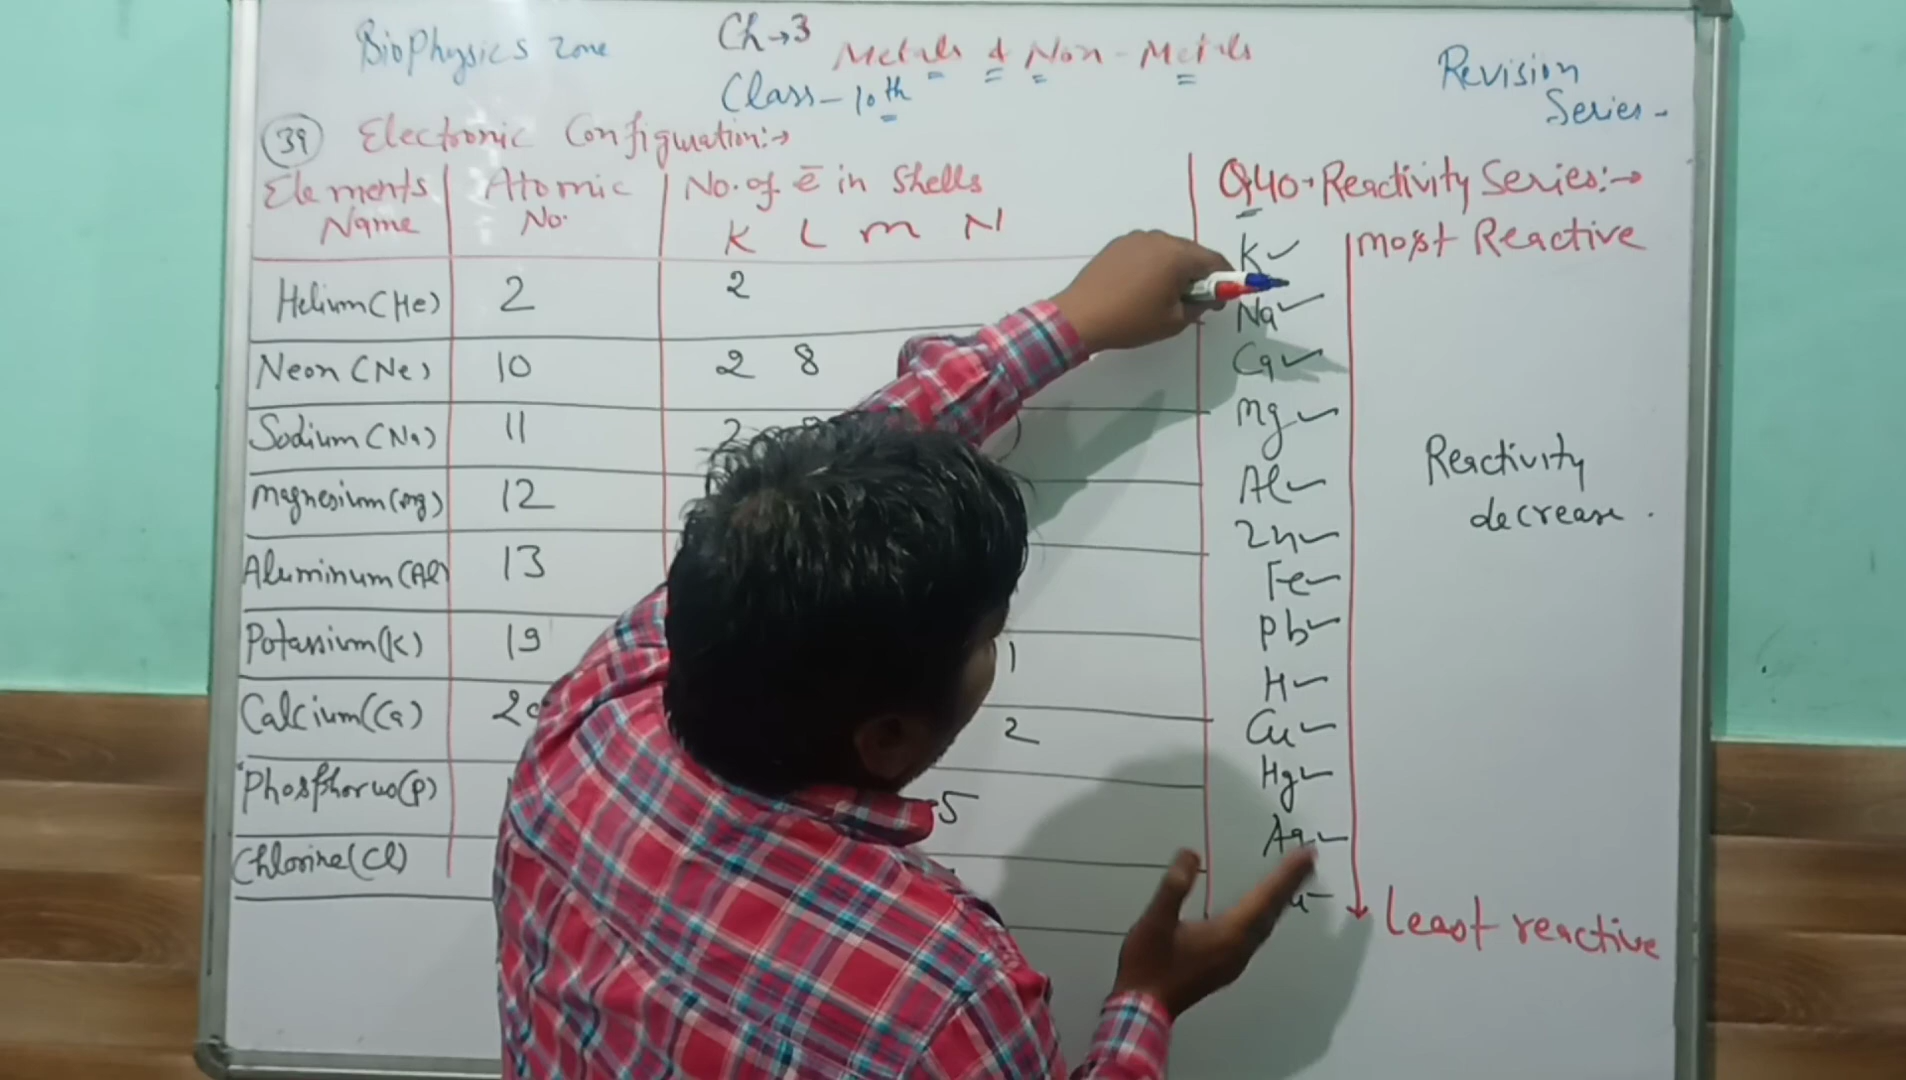 BioPhysics zone
Ch→3
Metals & Non-Metals
Class-10th
Revision
Series-
39 Electronic Configuration:→
Elements Name | Atomic No. | No. of ē in Shells
K L M N
Helium(He) 2 2
Neon(Ne) 10 2 8
Sodium(Na) 11 2
Magnesium(mg) 12
Aluminum(Al) 13
Potassium(K) 19 1
Calcium(Ca) 2
Phosphorus(P) 5
Chlorine(Cl)
Q40→Reactivity Series:→
K✓ most Reactive
Na✓
Ca✓
Mg✓
Al✓
Zn✓
Fe✓
Pb✓
H✓
Cu✓
Hg✓
Ag✓
Reactivity
decrease.
Least reactive